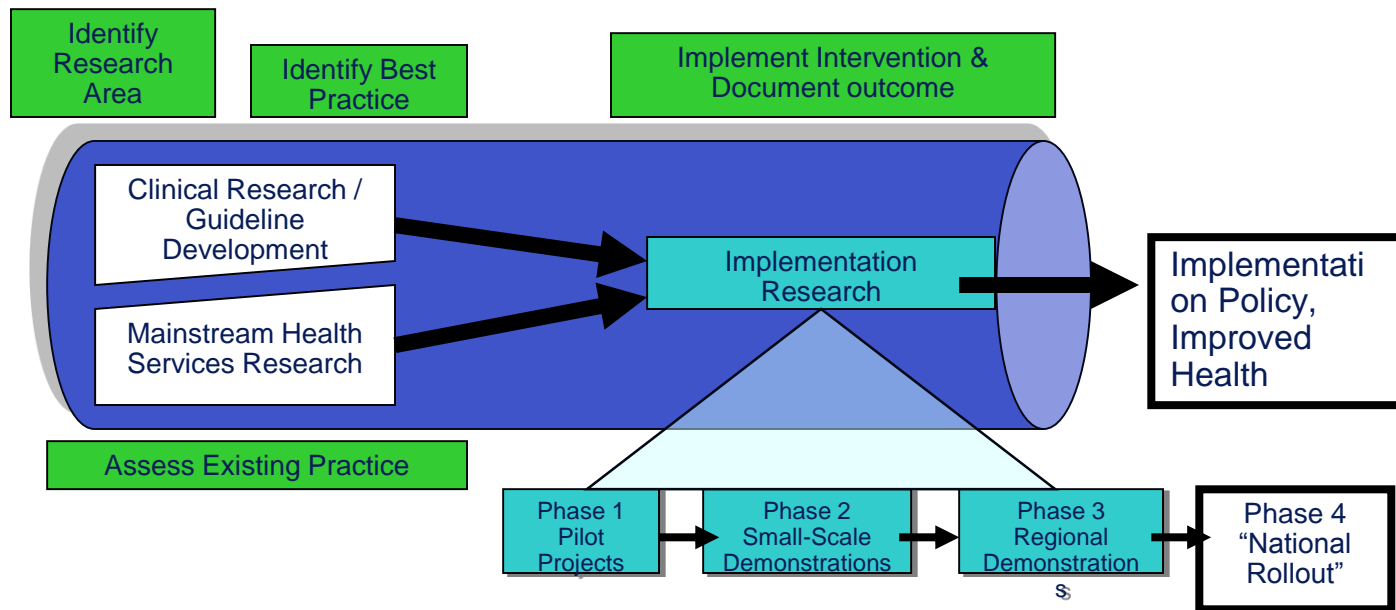 Identify
Research
Area
Identify Best
Practice
Implement Intervention &
Document outcome
Clinical Research /
Guideline
Development
Mainstream Health
Services Research
Implementation
Research
Implementati
on Policy,
Improved
Health
Assess Existing Practice
Phase 1
Pilot
Projects
Phase 2
Small-Scale
Demonstrations
Phase 3
Regional
Demonstration
s
Phase 4
“National
Rollout”